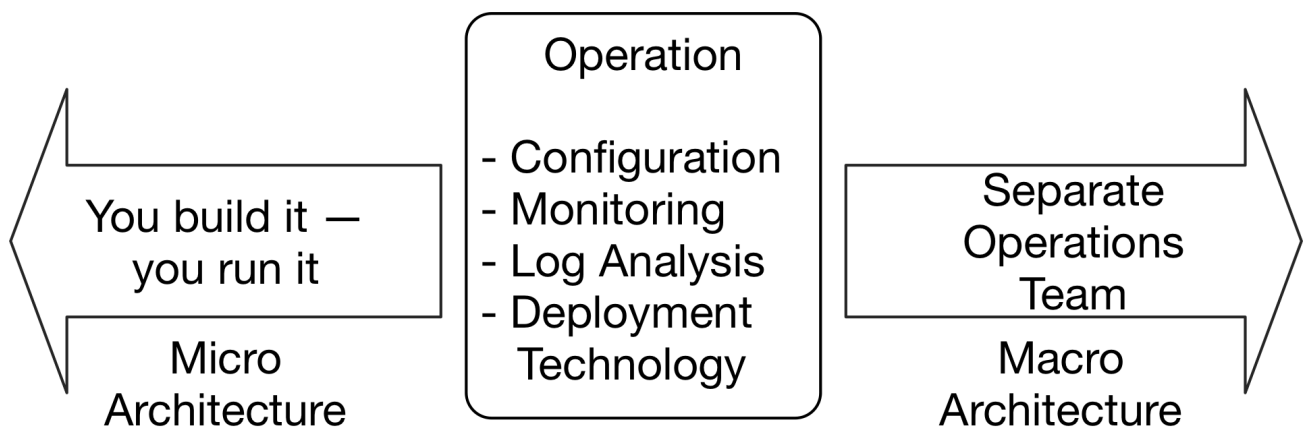 Operation
- Configuration
- Monitoring
- Log Analysis
- Deployment
Technology
You build it —
you run it
Micro
Architecture
Separate
Operations
Team
Macro
Architecture